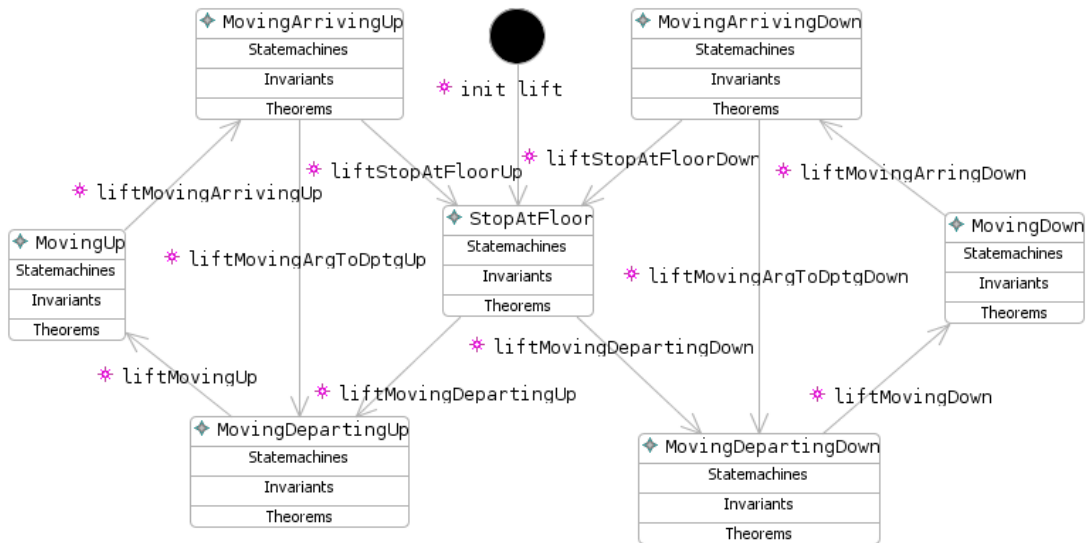 MovingArrivingUp
Statemachines
Invariants
Theorems
MovingArrivingDown
Statemachines
Invariants
Theorems
init lift
liftStopAtFloorUp
liftStopAtFloorDown
liftMovingArrivingUp
liftMovingArringDown
StopAtFloor
Statemachines
Invariants
Theorems
MovingUp
Statemachines
Invariants
Theorems
MovingDown
Statemachines
Invariants
Theorems
liftMovingArgToDptgUp
liftMovingArgToDptgDown
liftMovingDepartingDown
liftMovingUp
liftMovingDepartingUp
liftMovingDown
MovingDepartingUp
Statemachines
Invariants
Theorems
MovingDepartingDown
Statemachines
Invariants
Theorems